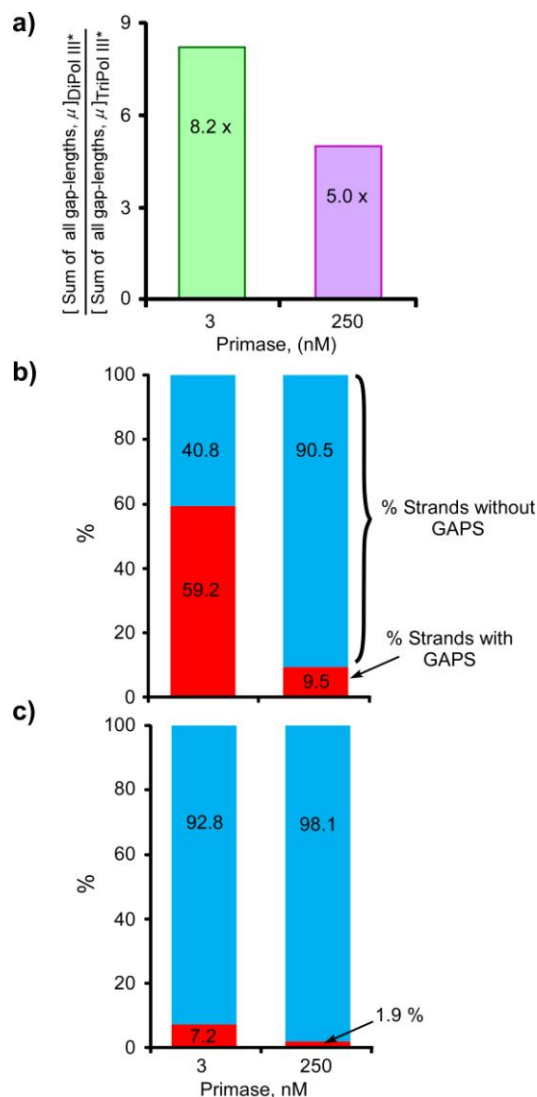 a)
[ Sum of all gap-lengths, μ]DiPol III*
[ Sum of all gap-lengths, μ]TriPol III*
9
6
3
0
8.2 x
5.0 x
3 250
Primase, (nM)
b)
100
80
60
40
20
0
%
40.8
90.5
59.2
9.5
% Strands without
GAPS
% Strands with
GAPS
c)
100
80
60
40
20
0
%
92.8
98.1
7.2
1.9 %
3 250
Primase, nM